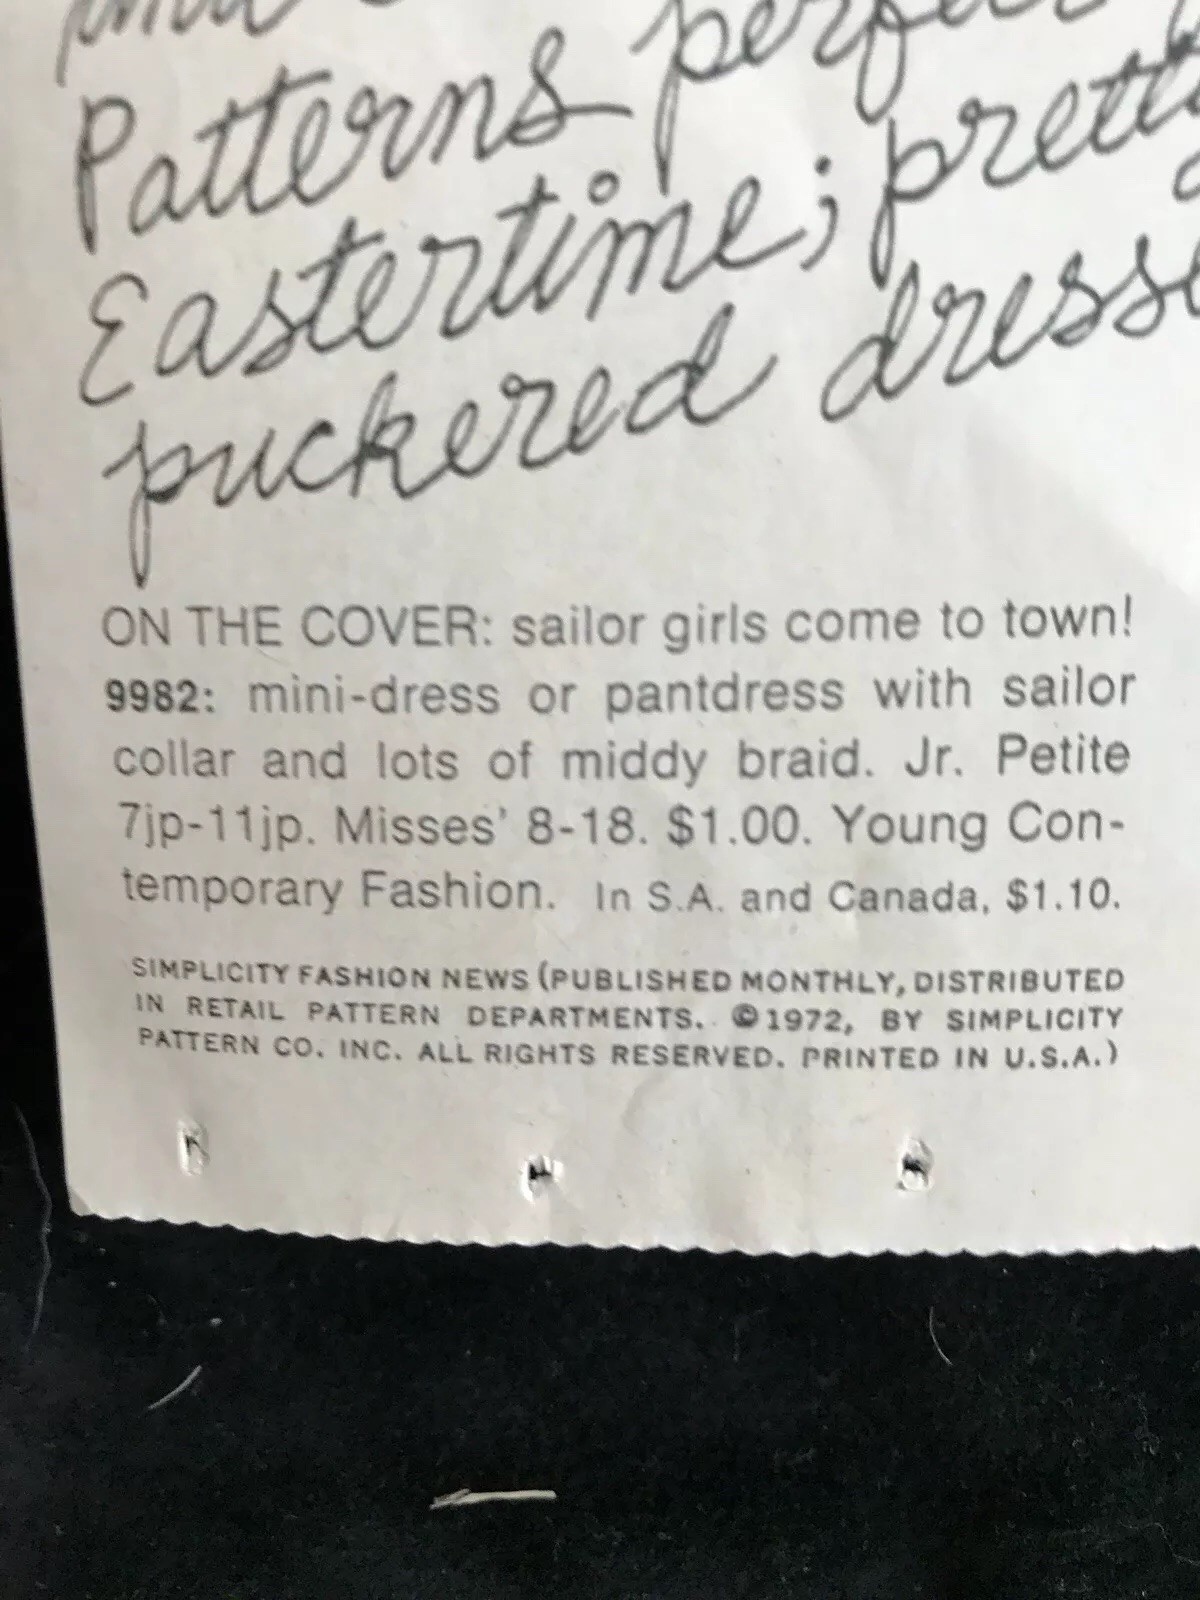 Patterns perfec
Eastertime; pretty
puckered dress
ON THE COVER: sailor girls come to town!
9982: mini-dress or pantdress with sailor
collar and lots of middy braid. Jr. Petite
7jp-11jp. Misses' 8-18. $1.00. Young Con-
temporary Fashion. In S.A. and Canada, $1.10.
SIMPLICITY FASHION NEWS (PUBLISHED MONTHLY, DISTRIBUTED
IN RETAIL PATTERN DEPARTMENTS. ©1972, BY SIMPLICITY
PATTERN CO. INC. ALL RIGHTS RESERVED. PRINTED IN U.S.A.)